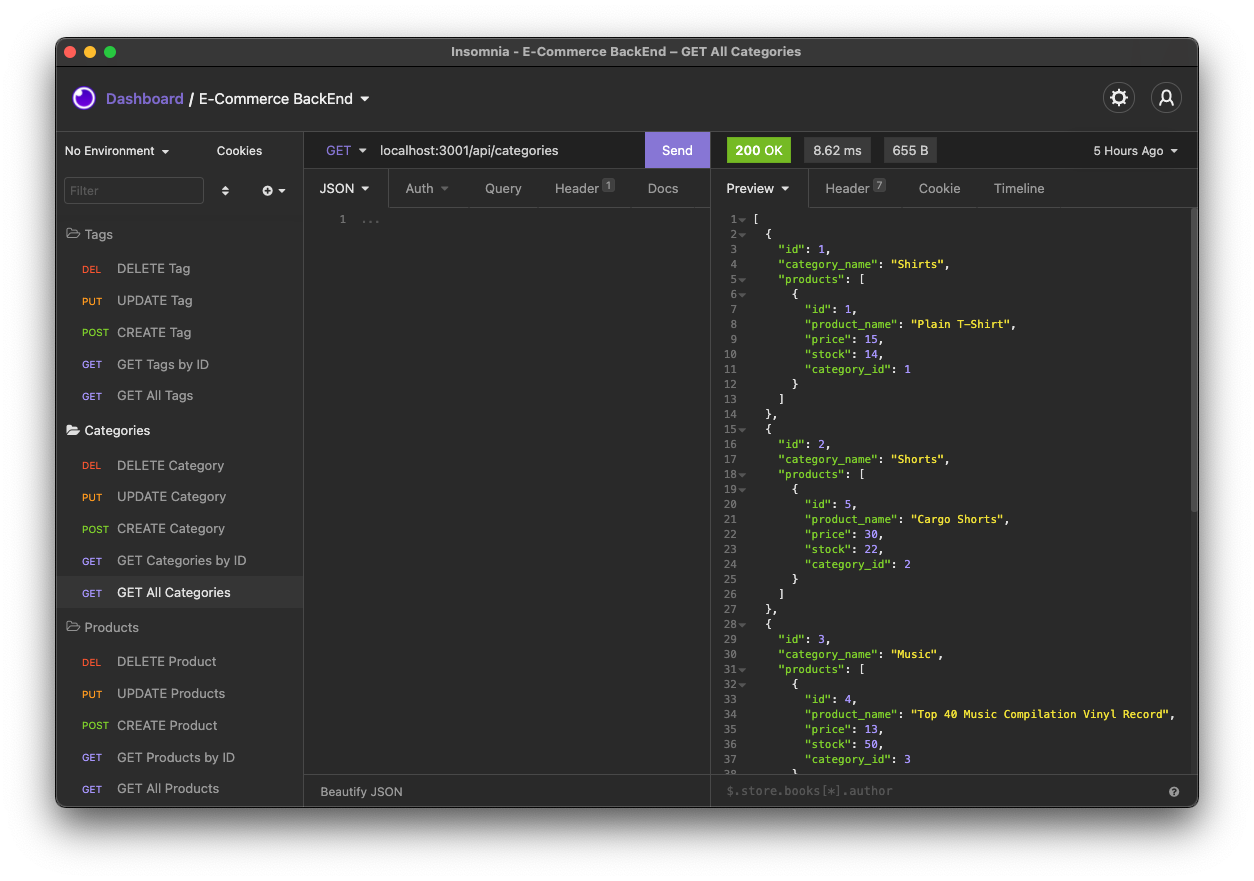 Insomnia - E-Commerce BackEnd – GET All Categories
Dashboard / E-Commerce BackEnd
No Environment
Cookies
Filter
Tags
DEL DELETE Tag
PUT UPDATE Tag
POST CREATE Tag
GET GET Tags by ID
GET GET All Tags
Categories
DEL DELETE Category
PUT UPDATE Category
POST CREATE Category
GET GET Categories by ID
GET GET All Categories
Products
DEL DELETE Product
PUT UPDATE Products
POST CREATE Product
GET GET Products by ID
GET GET All Products
GET localhost:3001/api/categories Send
JSON Auth Query Header 1 Docs
1 ...
Beautify JSON
200 OK 8.62 ms 655 B 5 Hours Ago
Preview Header 7 Cookie Timeline
1 [
2 {
3 "id": 1,
4 "category_name": "Shirts",
5 "products": [
6 {
7 "id": 1,
8 "product_name": "Plain T-Shirt",
9 "price": 15,
10 "stock": 14,
11 "category_id": 1
12 }
13 ]
14 },
15 {
16 "id": 2,
17 "category_name": "Shorts",
18 "products": [
19 {
20 "id": 5,
21 "product_name": "Cargo Shorts",
22 "price": 30,
23 "stock": 22,
24 "category_id": 2
25 }
26 ]
27 },
28 {
29 "id": 3,
30 "category_name": "Music",
31 "products": [
32 {
33 "id": 4,
34 "product_name": "Top 40 Music Compilation Vinyl Record",
35 "price": 13,
36 "stock": 50,
37 "category_id": 3
38 }
$.store.books[*].author